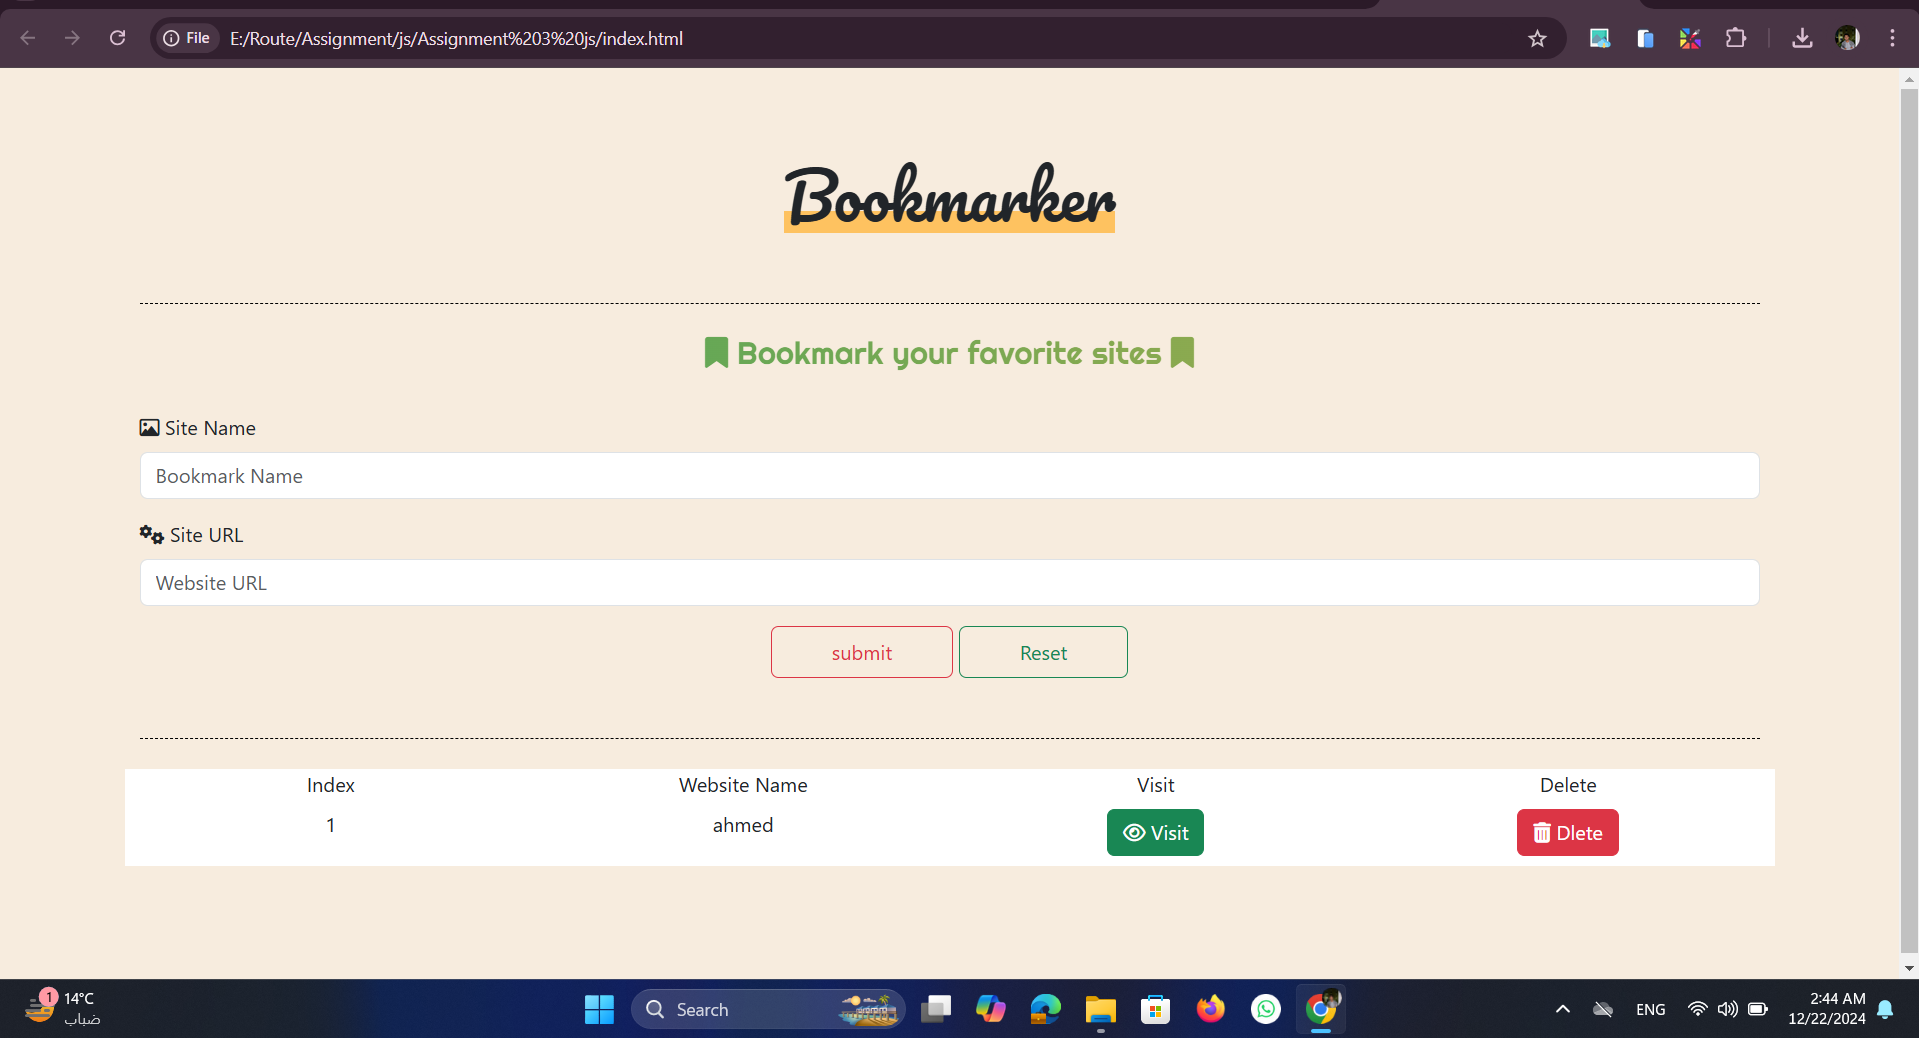 File E:/Route/Assignment/js/Assignment%203%20js/index.html
Bookmarker
Bookmark your favorite sites
Site Name
Bookmark Name
Site URL
Website URL
submit Reset
Index Website Name Visit Delete
1 ahmed Visit Dlete
1 14°C
ضباب
Search
ENG
2:44 AM
12/22/2024